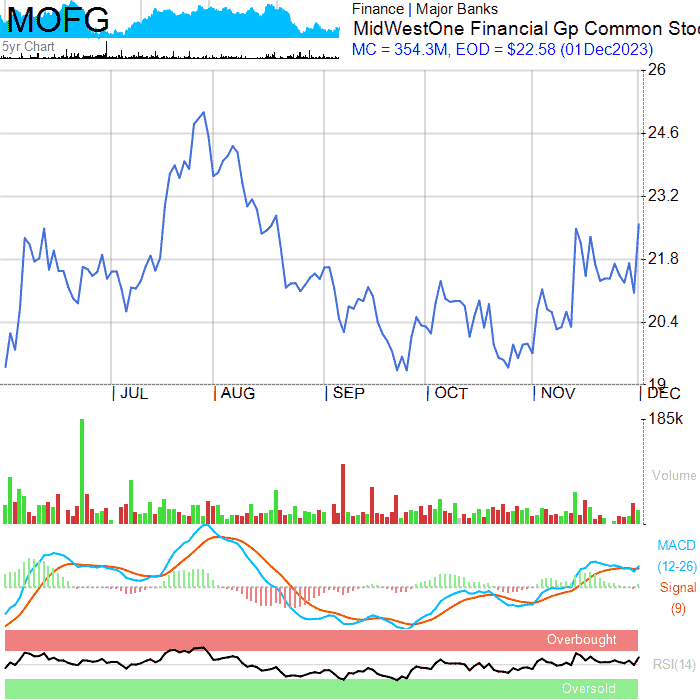 MOFG
Finance | Major Banks
MidWestOne Financial Gp Common Sto
5yr Chart
MC = 354.3M, EOD = $22.58 (01Dec2023)
26
24.6
23.2
21.8
20.4
19
| JUL | AUG | SEP | OCT | NOV | DEC
185k
Volume
MACD
(12-26)
Signal
(9)
Overbought
RSI(14)
Oversold